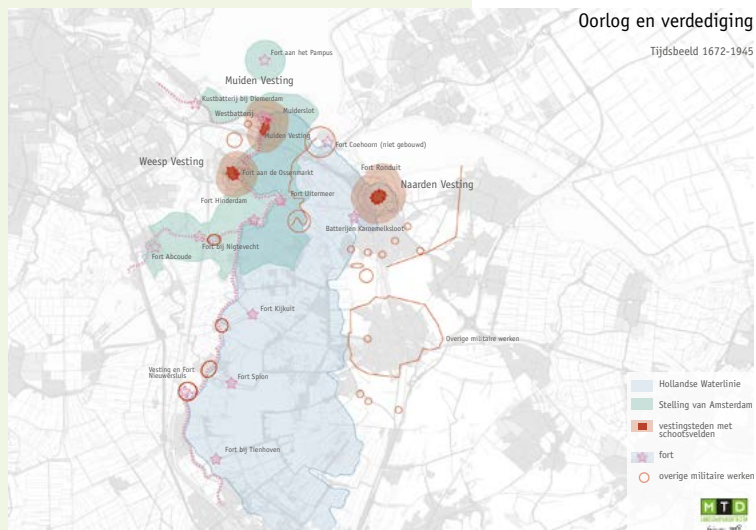 Oorlog en verdediging
Tijdsbeeld 1672-1945
Fort aan het Pampus
Muiden Vesting
Kustbatterij bij Diemerdam
Westbatterij
Muiderslot
Muiden Vesting
Fort Coehoorn (niet gebouwd)
Weesp Vesting
Fort aan de Ossenmarkt
Fort Ronduit
Naarden Vesting
Fort Hinderdam
Fort Uitermeer
Batterijen Karnemelksloot
Fort bij Nigtevecht
Fort Abcoude
Fort Kijkuit
Overige militaire werken
Vesting en Fort
Nieuwersluis
Fort Spion
Fort bij Tienhoven
Hollandse Waterlinie
Stelling van Amsterdam
vestingsteden met
schootsvelden
fort
overige militaire werken
MTD